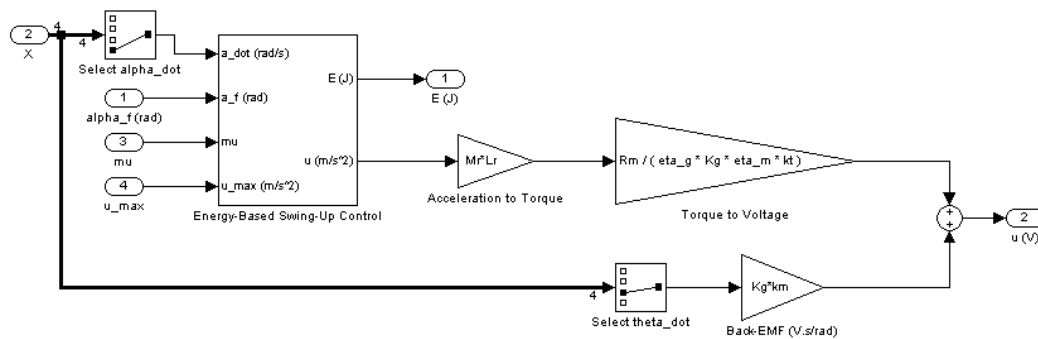 2
X
4
4
Select alpha_dot
1
alpha_f (rad)
3
mu
4
u_max
a_dot (rad/s)
a_f (rad)
mu
u_max (m/s^2)
E (J)
u (m/s^2)
Energy-Based Swing-Up Control
1
E (J)
Mr*Lr
Acceleration to Torque
Rm / ( eta_g * Kg * eta_m * kt )
Torque to Voltage
+
+
2
u (V)
4
Select theta_dot
Kg*km
Back-EMF (V.s/rad)